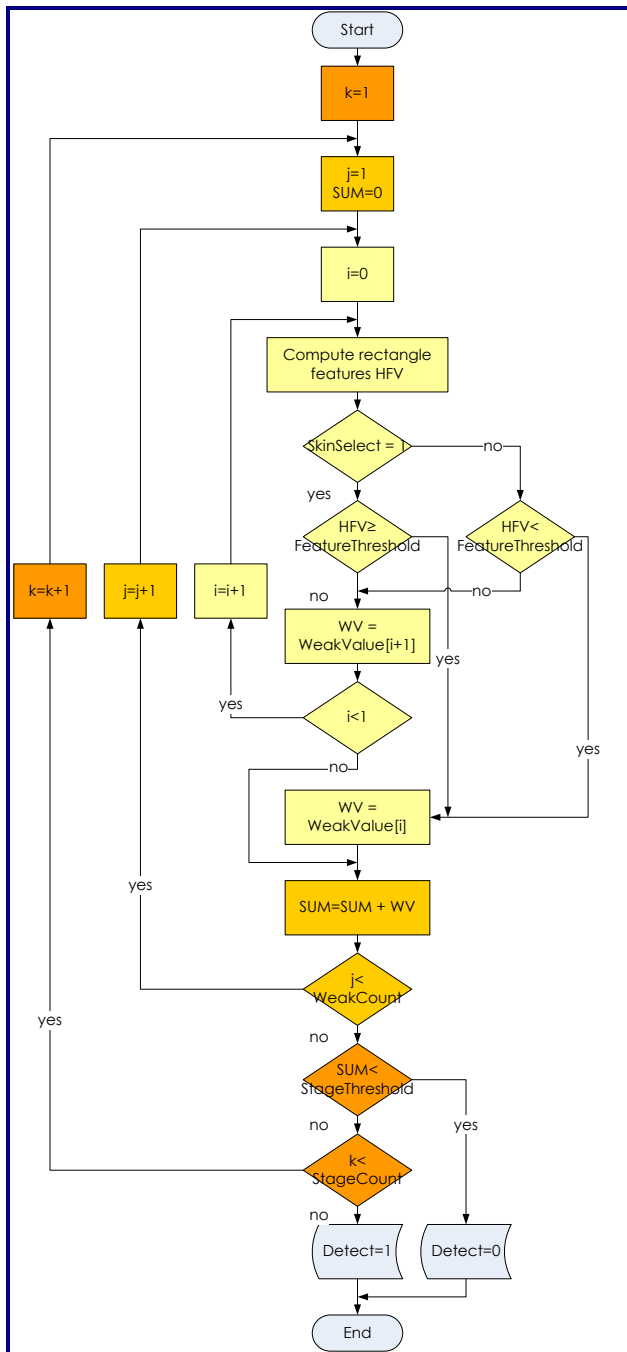 Start
k=1
j=1
SUM=0
i=0
Compute rectangle
features HFV
SkinSelect = 1
no
yes
HFV≥
FeatureThreshold
HFV<
FeatureThreshold
k=k+1
j=j+1
i=i+1
no
no
WV =
WeakValue[i+1]
yes
yes
i<1
yes
no
WV =
WeakValue[i]
yes
SUM=SUM + WV
j<
WeakCount
yes
no
SUM<
StageThreshold
no
yes
k<
StageCount
no
Detect=1
Detect=0
End